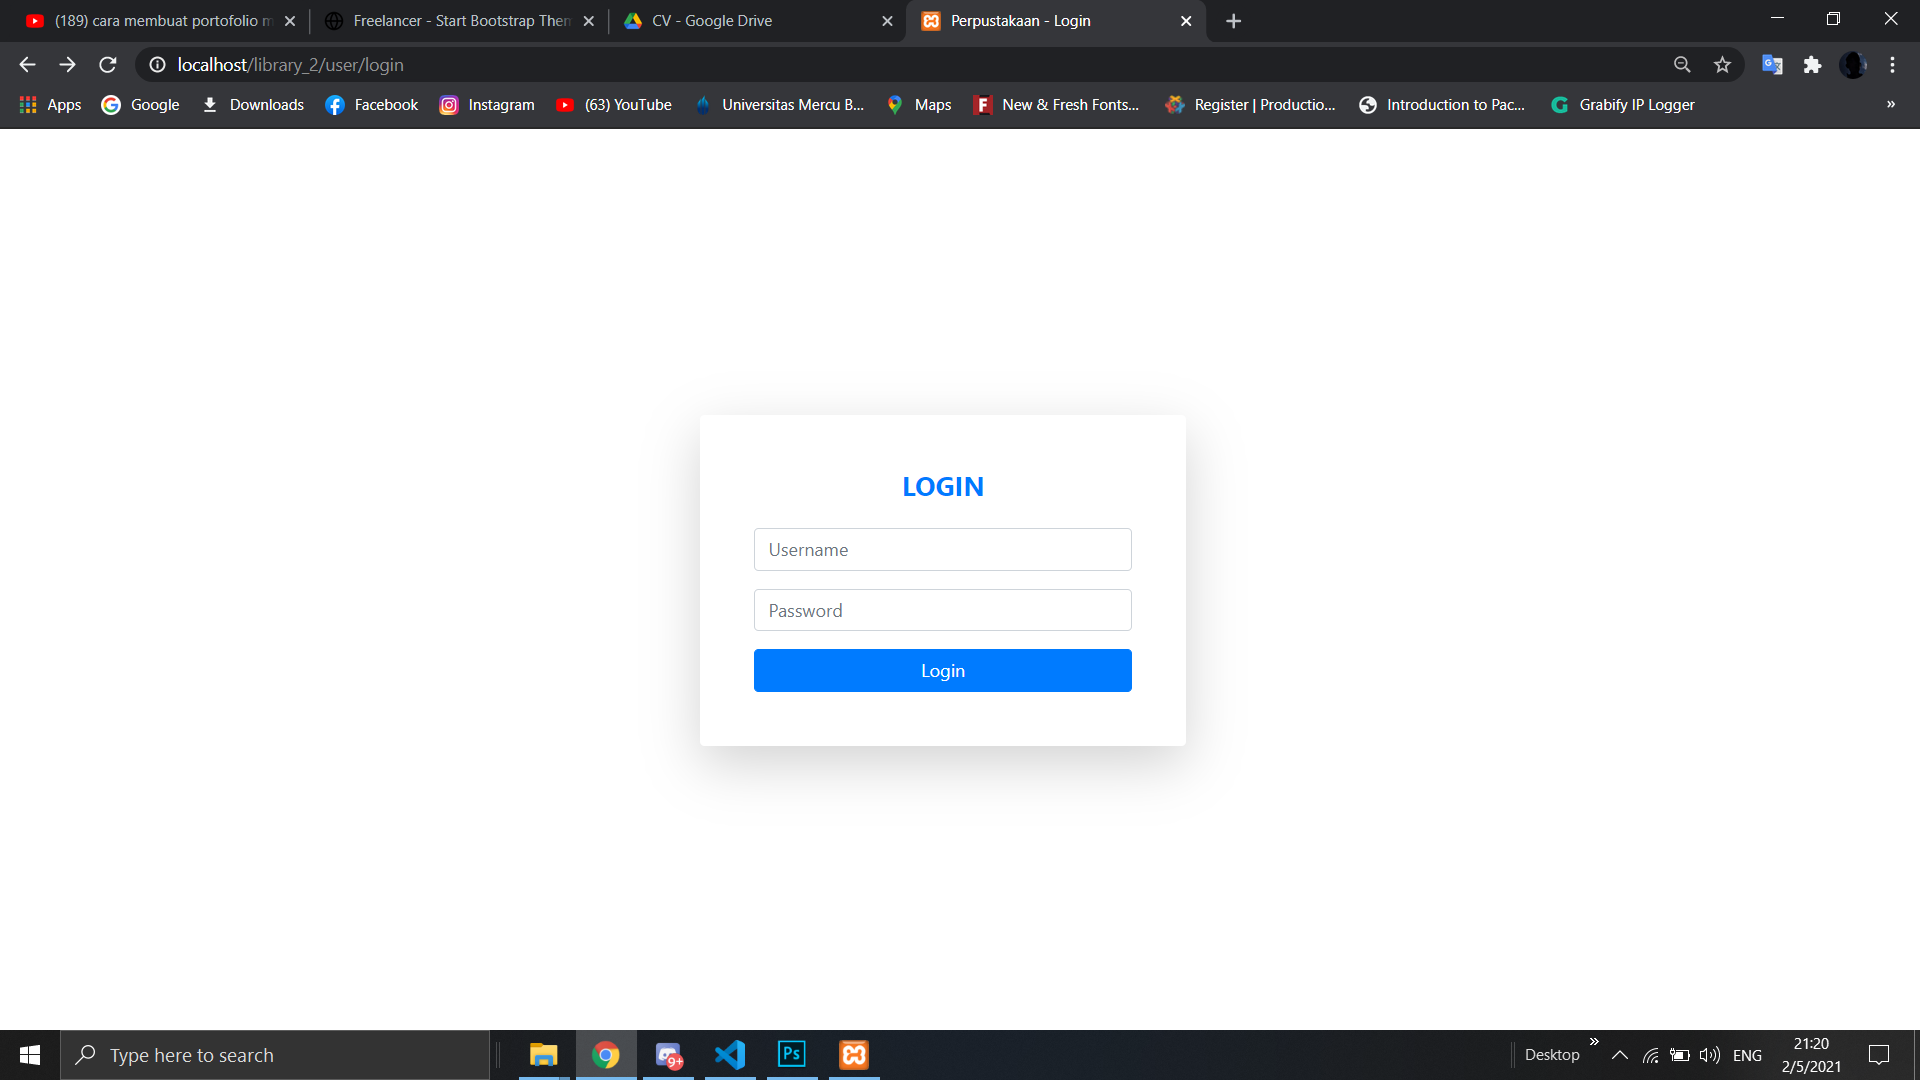 (189) cara membuat portofolio m
Freelancer - Start Bootstrap Them
CV - Google Drive
Perpustakaan - Login
localhost/library_2/user/login
Apps
Google
Downloads
Facebook
Instagram
(63) YouTube
Universitas Mercu B...
Maps
New & Fresh Fonts...
Register | Productio...
Introduction to Pac...
Grabify IP Logger
»
LOGIN
Username
Password
Login
Type here to search
9+
Ps
Desktop
»
ENG
21:20
2/5/2021